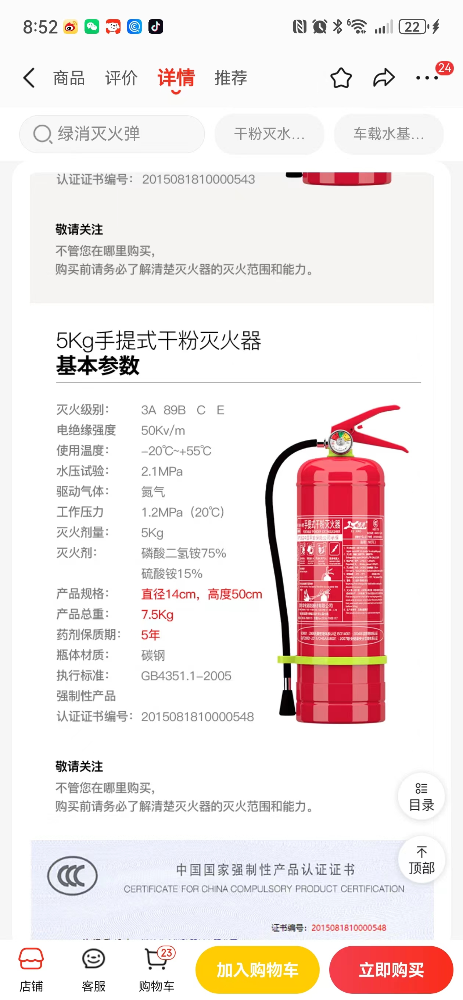 8:52
22
商品 评价 详情 推荐
24
绿消灭火弹 干粉灭水... 车载水基...
认证证书编号： 2015081810000543
敬请关注
不管您在哪里购买，
购买前请务必了解清楚灭火器的灭火范围和能力。
5Kg手提式干粉灭火器
基本参数
灭火级别： 3A 89B C E
电绝缘强度 50Kv/m
使用温度： -20℃~+55℃
水压试验： 2.1MPa
驱动气体： 氮气
工作压力 1.2MPa（20℃）
灭火剂量： 5Kg
灭火剂： 磷酸二氢铵75%
硫酸铵15%
产品规格： 直径14cm，高度50cm
产品总重： 7.5Kg
药剂保质期： 5年
瓶体材质： 碳钢
执行标准： GB4351.1-2005
强制性产品
认证证书编号： 2015081810000548
手提式干粉灭火器
PORTABLE POWDER EXTINGUISHER
说明（NOTE）
敬请关注
不管您在哪里购买，
购买前请务必了解清楚灭火器的灭火范围和能力。
目录
顶部
中国国家强制性产品认证证书
CERTIFICATE FOR CHINA COMPULSORY PRODUCT CERTIFICATION
证书编号：2015081810000548
23
店铺 客服 购物车 加入购物车 立即购买